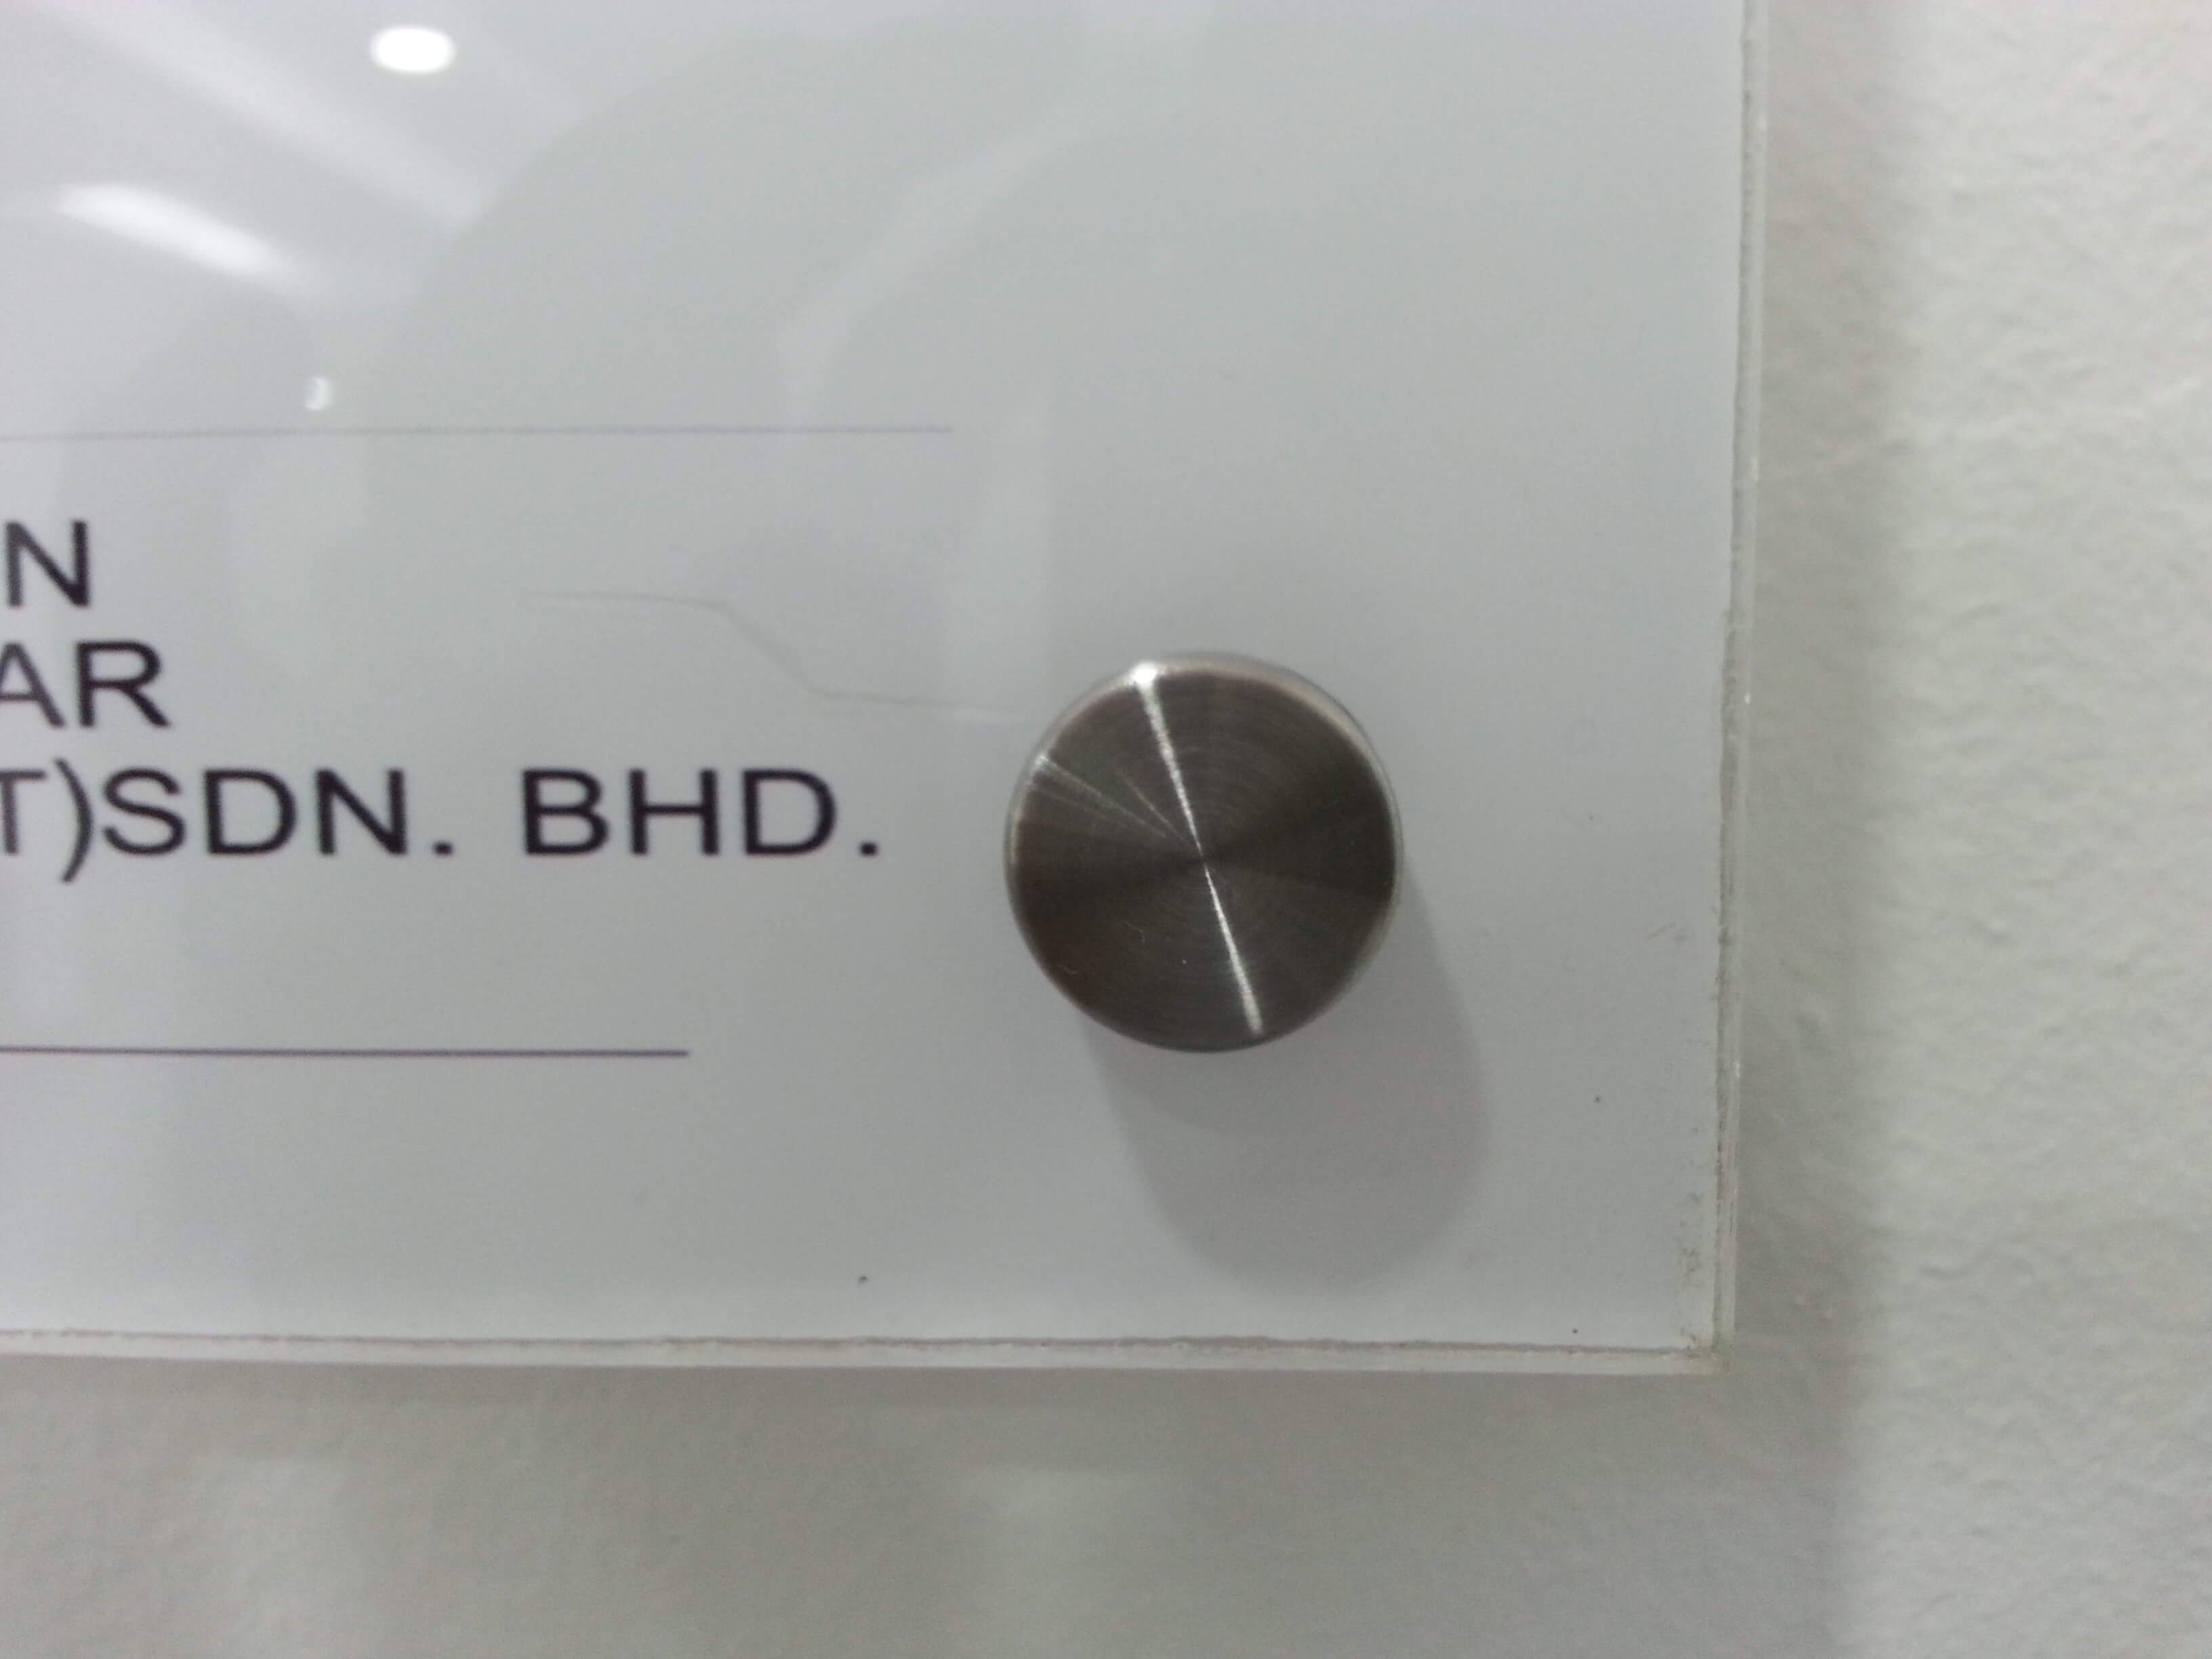 N
AR
T)SDN. BHD.